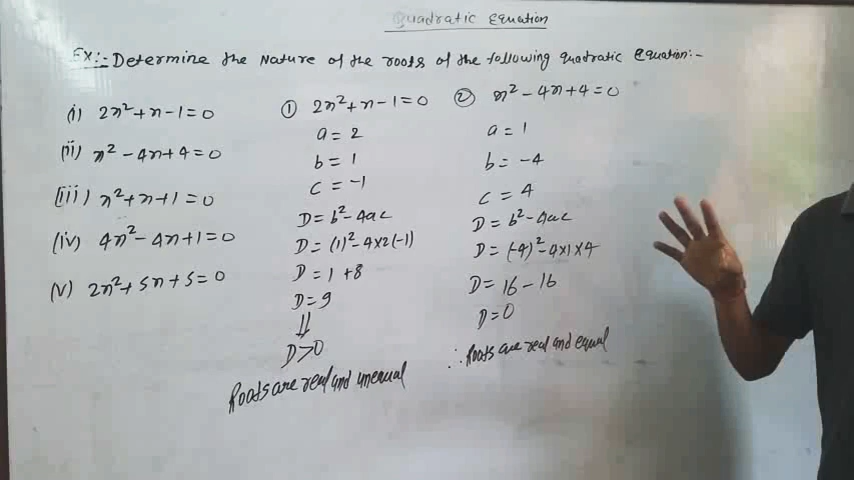 Quadratic Equation
Ex:- Determine the Nature of the roots of the following quadratic Equation:-
(i) 2x²+x-1=0
(ii) x²-4x+4=0
(iii) x²+x+1=0
(iv) 4x²-4x+1=0
(v) 2x²+5x+5=0
① 2x²+x-1=0
a=2
b=1
c=-1
D=b²-4ac
D=(1)²-4×2(-1)
D=1+8
D=9
⇓
D>0
Roots are real and unequal
② x²-4x+4=0
a=1
b=-4
c=4
D=b²-4ac
D=(-4)²-4×1×4
D=16-16
D=0
∴ Roots are real and equal